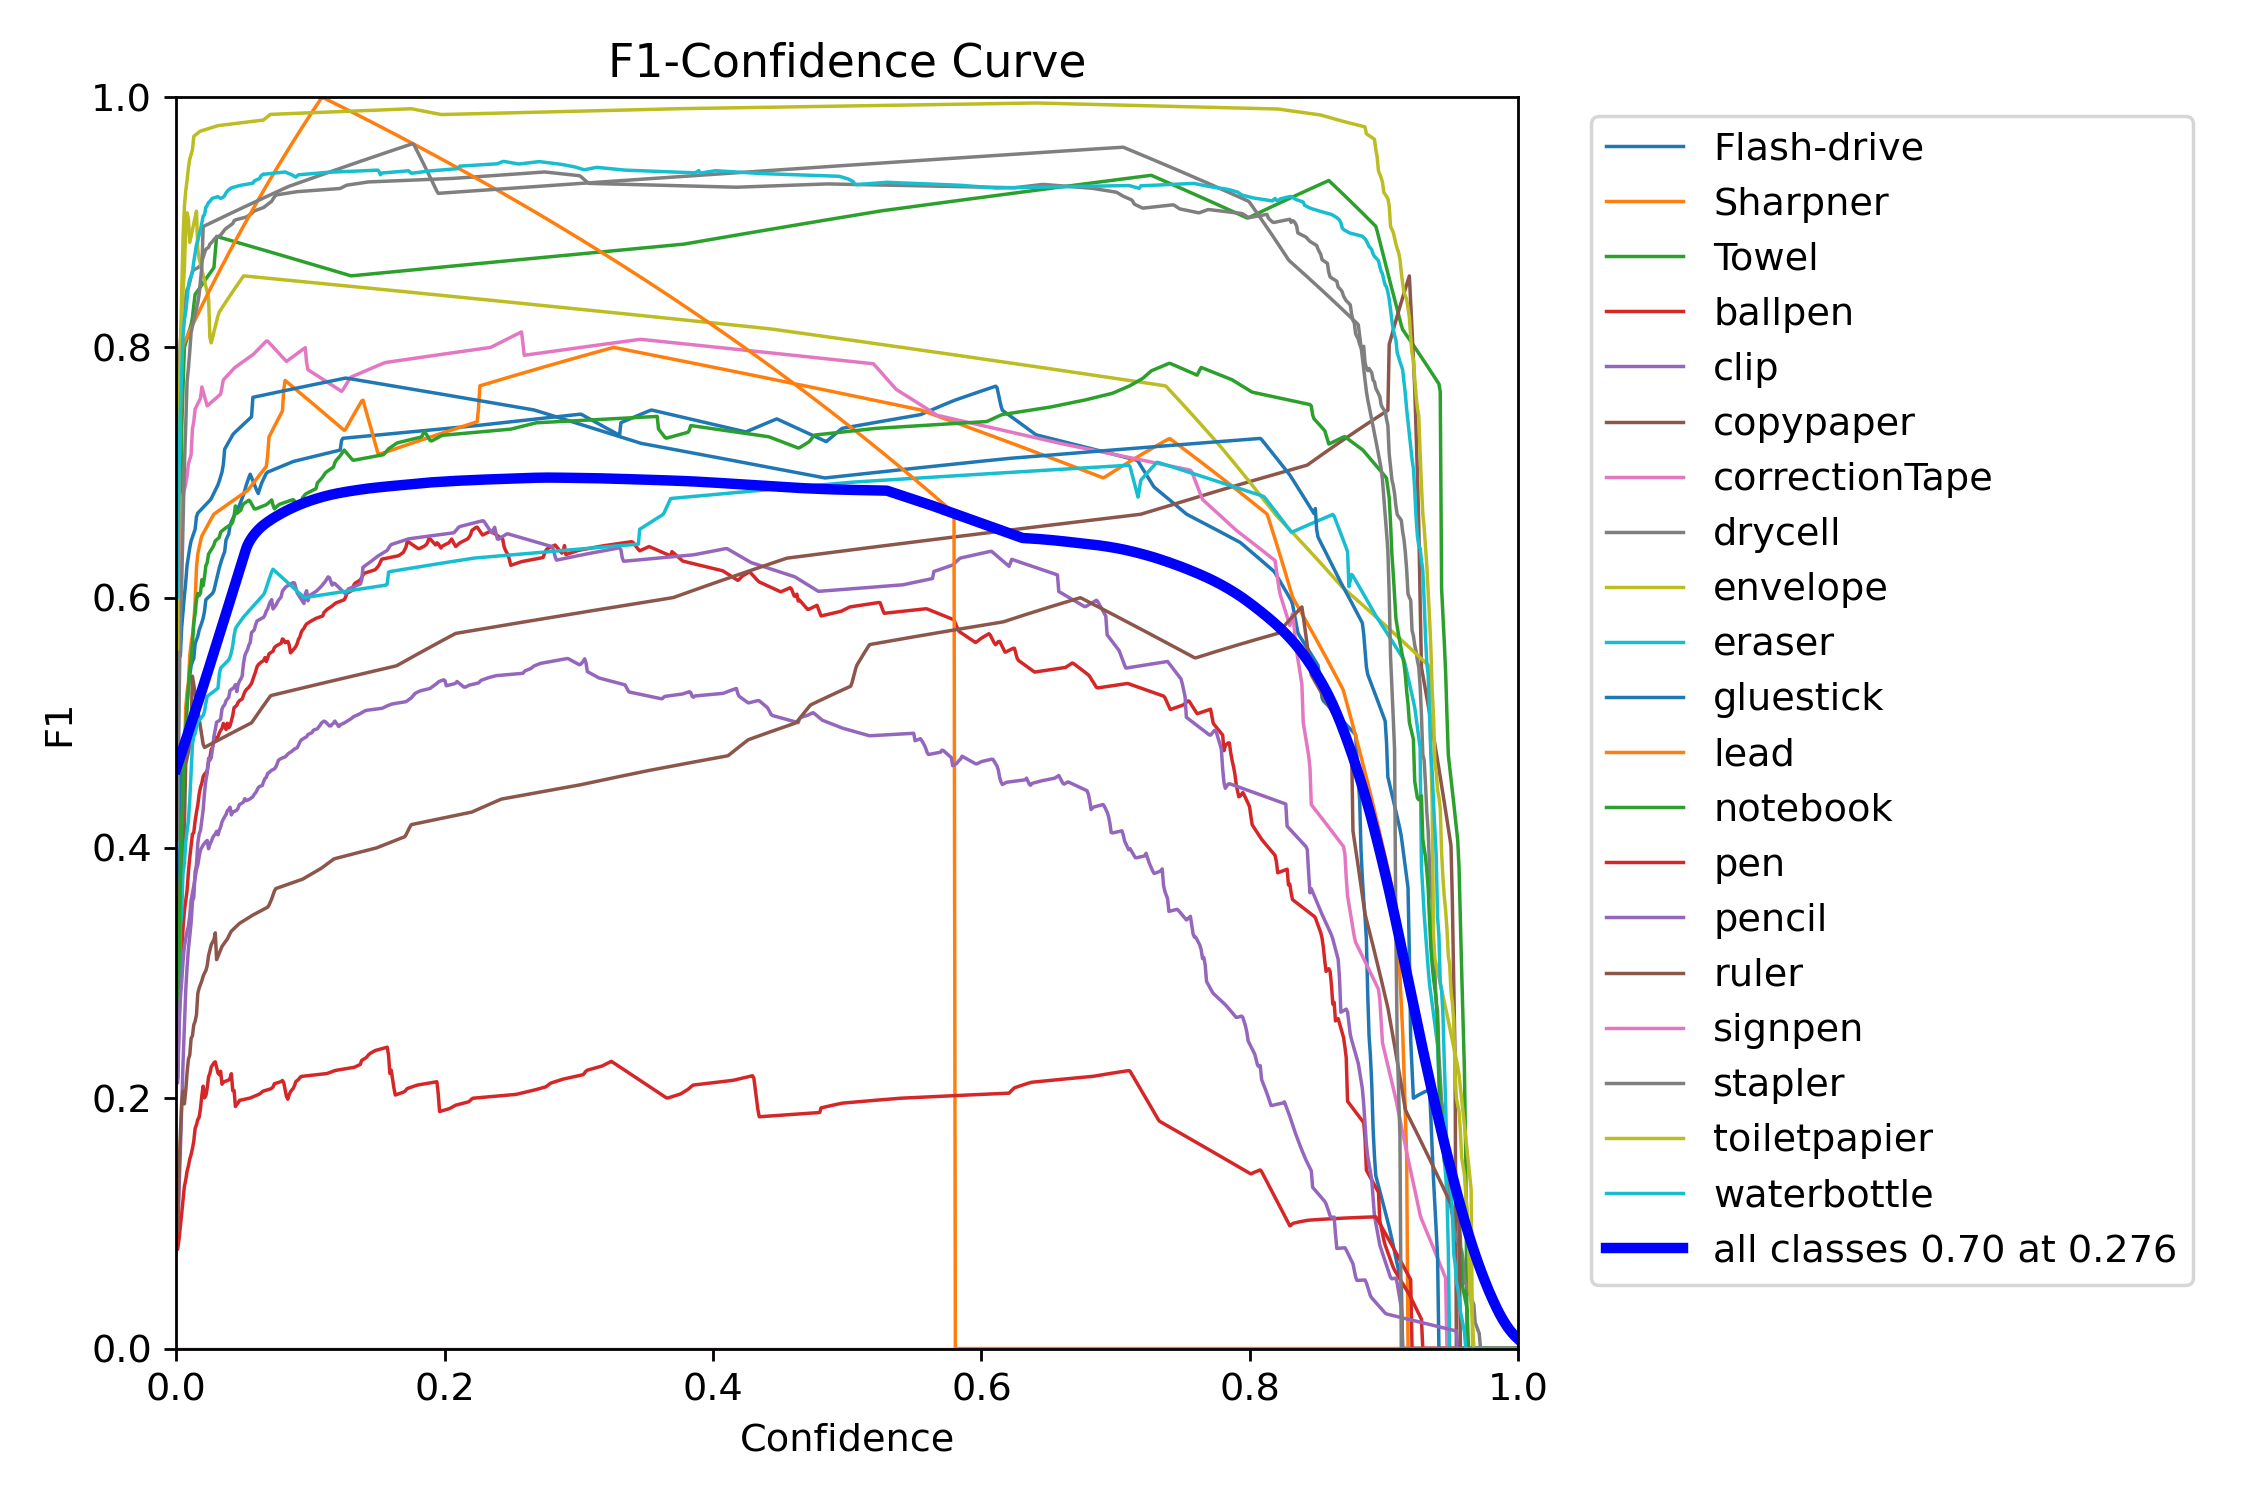 F1-Confidence Curve
1.0
0.8
0.6
0.4
0.2
0.0
F1
0.0 0.2 0.4 0.6 0.8 1.0
Confidence
Flash-drive
Sharpner
Towel
ballpen
clip
copypaper
correctionTape
drycell
envelope
eraser
gluestick
lead
notebook
pen
pencil
ruler
signpen
stapler
toiletpapier
waterbottle
all classes 0.70 at 0.276